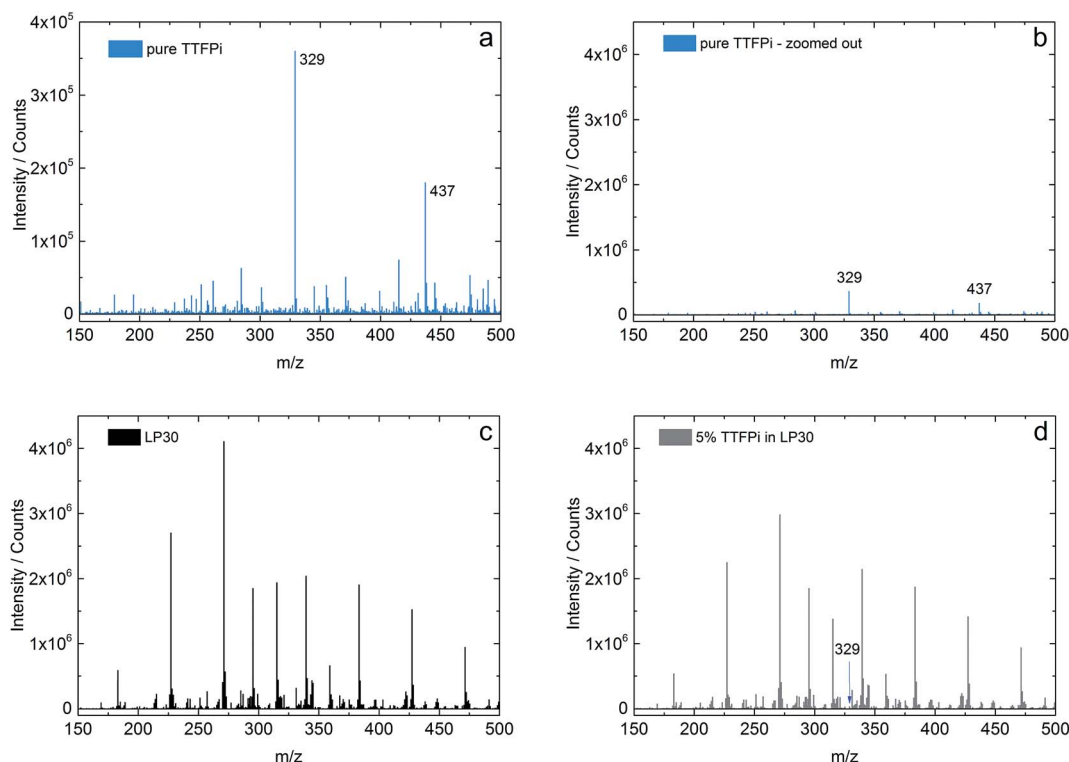 a
pure TTFPi
329
437
4x10⁵
3x10⁵
2x10⁵
1x10⁵
0
Intensity / Counts
150 200 250 300 350 400 450 500
m/z
b
pure TTFPi - zoomed out
329
437
4x10⁶
3x10⁶
2x10⁶
1x10⁶
0
Intensity / Counts
150 200 250 300 350 400 450 500
m/z
c
LP30
4x10⁶
3x10⁶
2x10⁶
1x10⁶
0
Intensity / Counts
150 200 250 300 350 400 450 500
m/z
d
5% TTFPi in LP30
329
4x10⁶
3x10⁶
2x10⁶
1x10⁶
0
Intensity / Counts
150 200 250 300 350 400 450 500
m/z